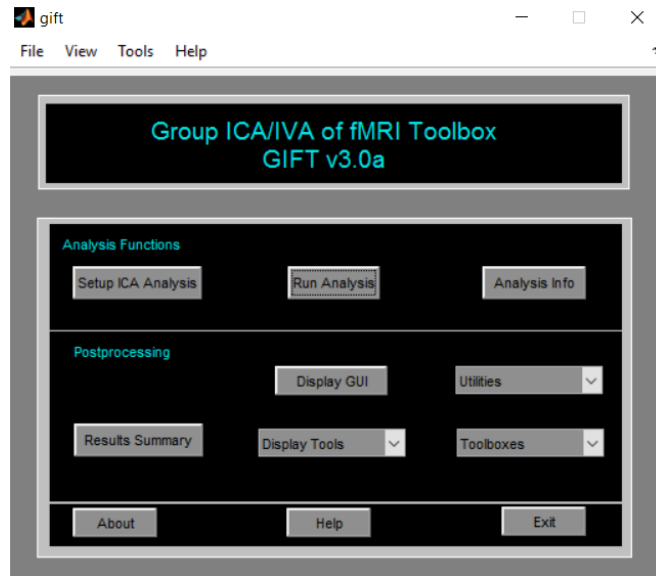 gift
File View Tools Help
Group ICA/IVA of fMRI Toolbox
GIFT v3.0a
Analysis Functions
Setup ICA Analysis Run Analysis Analysis Info
Postprocessing
Display GUI Utilities
Results Summary Display Tools Toolboxes
About Help Exit